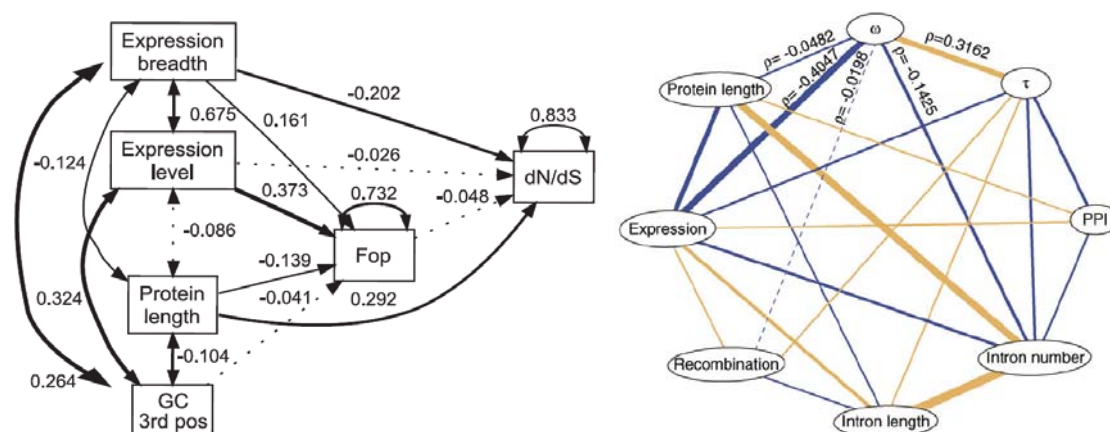 Expression
breadth
-0.202
0.833
0.675
0.161
-0.124
Expression
level
-0.026
dN/dS
0.373
0.732
-0.048
-0.086
Fop
-0.139
-0.041
0.324
Protein
length
0.292
-0.104
0.264
GC
3rd pos
ω
ρ= -0.0482
ρ= -0.4047
ρ= -0.0198
ρ= -0.1425
ρ=0.3162
Protein length
τ
Expression
PPI
Recombination
Intron number
Intron length